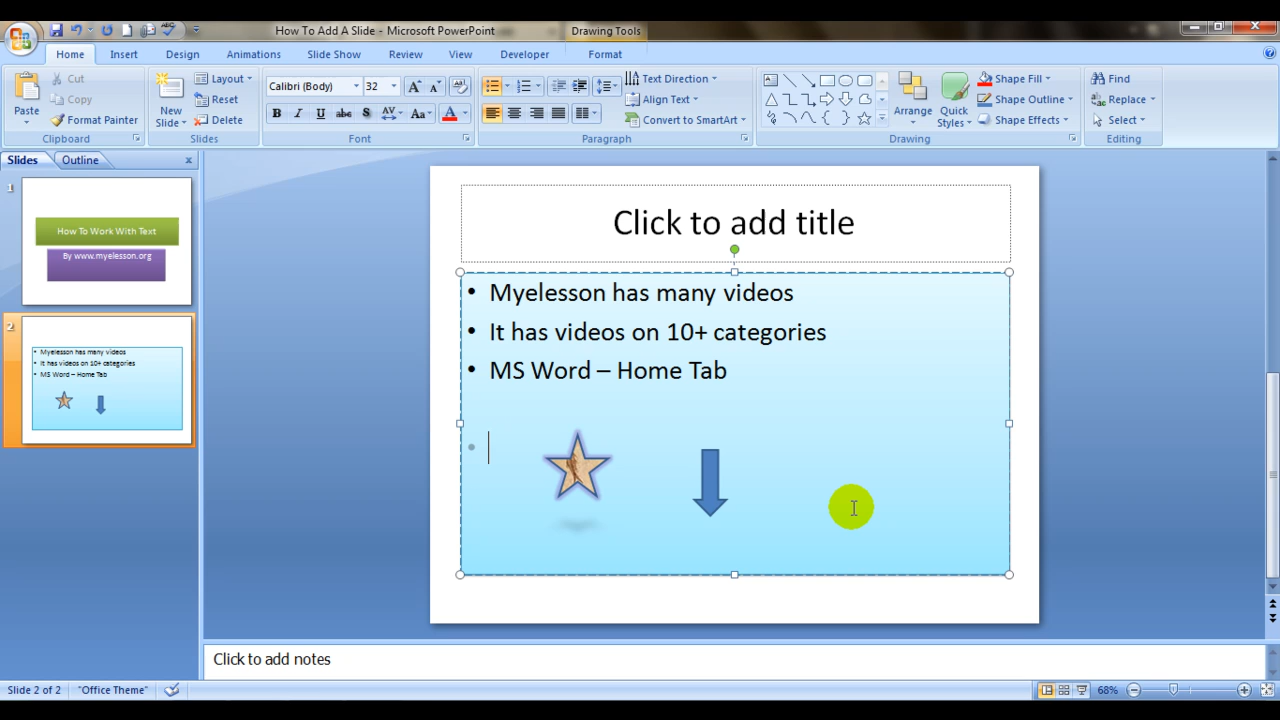 How To Add A Slide - Microsoft PowerPoint
Drawing Tools
Home Insert Design Animations Slide Show Review View Developer Format
Paste
Cut
Copy
Format Painter
Clipboard
New
Slide
Layout
Reset
Delete
Slides
Calibri (Body) 32
B I U abc S AV Aa A
Font
Text Direction
Align Text
Convert to SmartArt
Paragraph
Arrange
Quick
Styles
Shape Fill
Shape Outline
Shape Effects
Drawing
Find
Replace
Select
Editing
Slides Outline
1
How To Work With Text
By www.myelesson.org
2
• Myelesson has many videos
• It has videos on 10+ categories
• MS Word – Home Tab
Click to add title
• Myelesson has many videos
• It has videos on 10+ categories
• MS Word – Home Tab
Click to add notes
Slide 2 of 2 "Office Theme" 68%